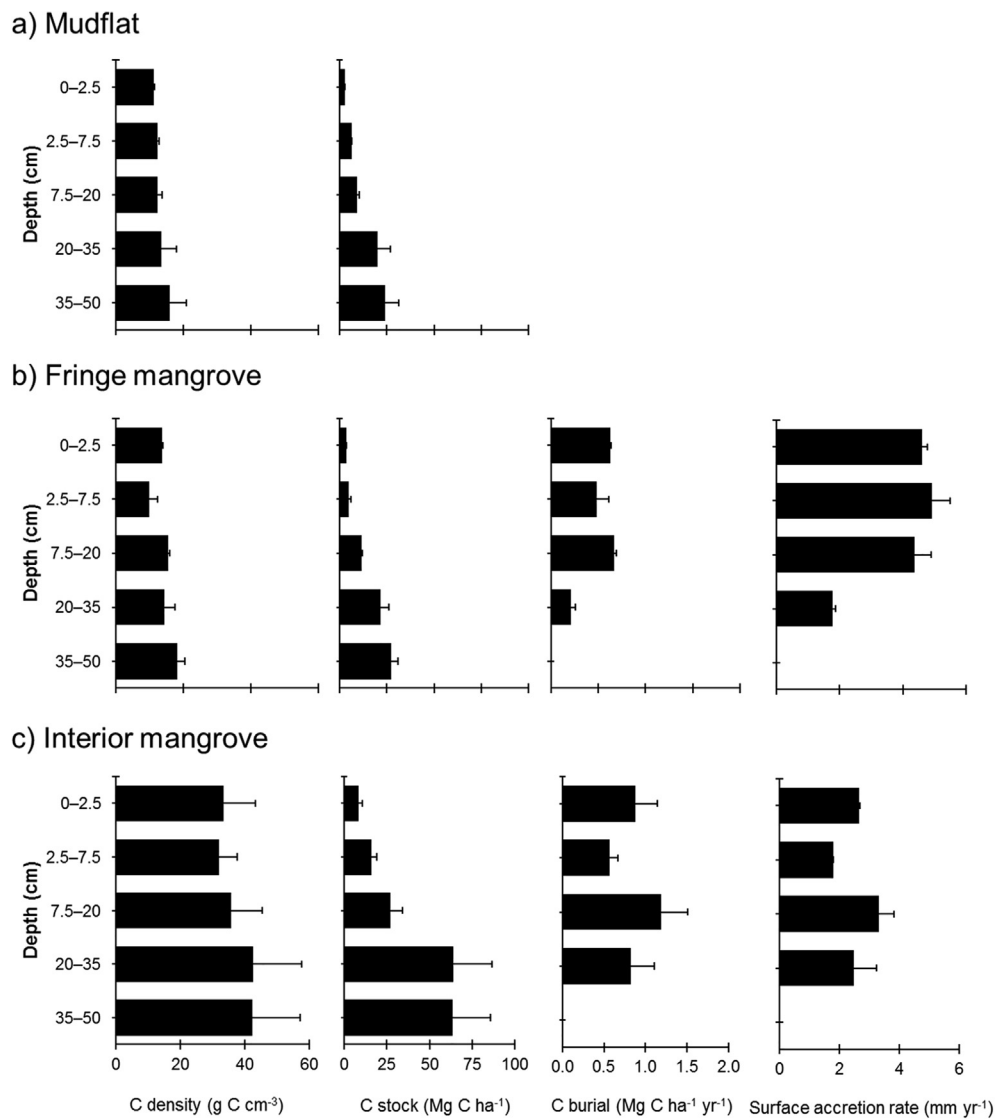 a) Mudflat
Depth (cm)
0–2.5
2.5–7.5
7.5–20
20–35
35–50
b) Fringe mangrove
Depth (cm)
0–2.5
2.5–7.5
7.5–20
20–35
35–50
c) Interior mangrove
Depth (cm)
0–2.5
2.5–7.5
7.5–20
20–35
35–50
0 20 40 60
0 25 50 75 100
0.0 0.5 1.0 1.5 2.0
0 2 4 6
C density (g C cm⁻³)
C stock (Mg C ha⁻¹)
C burial (Mg C ha⁻¹ yr⁻¹)
Surface accretion rate (mm yr⁻¹)